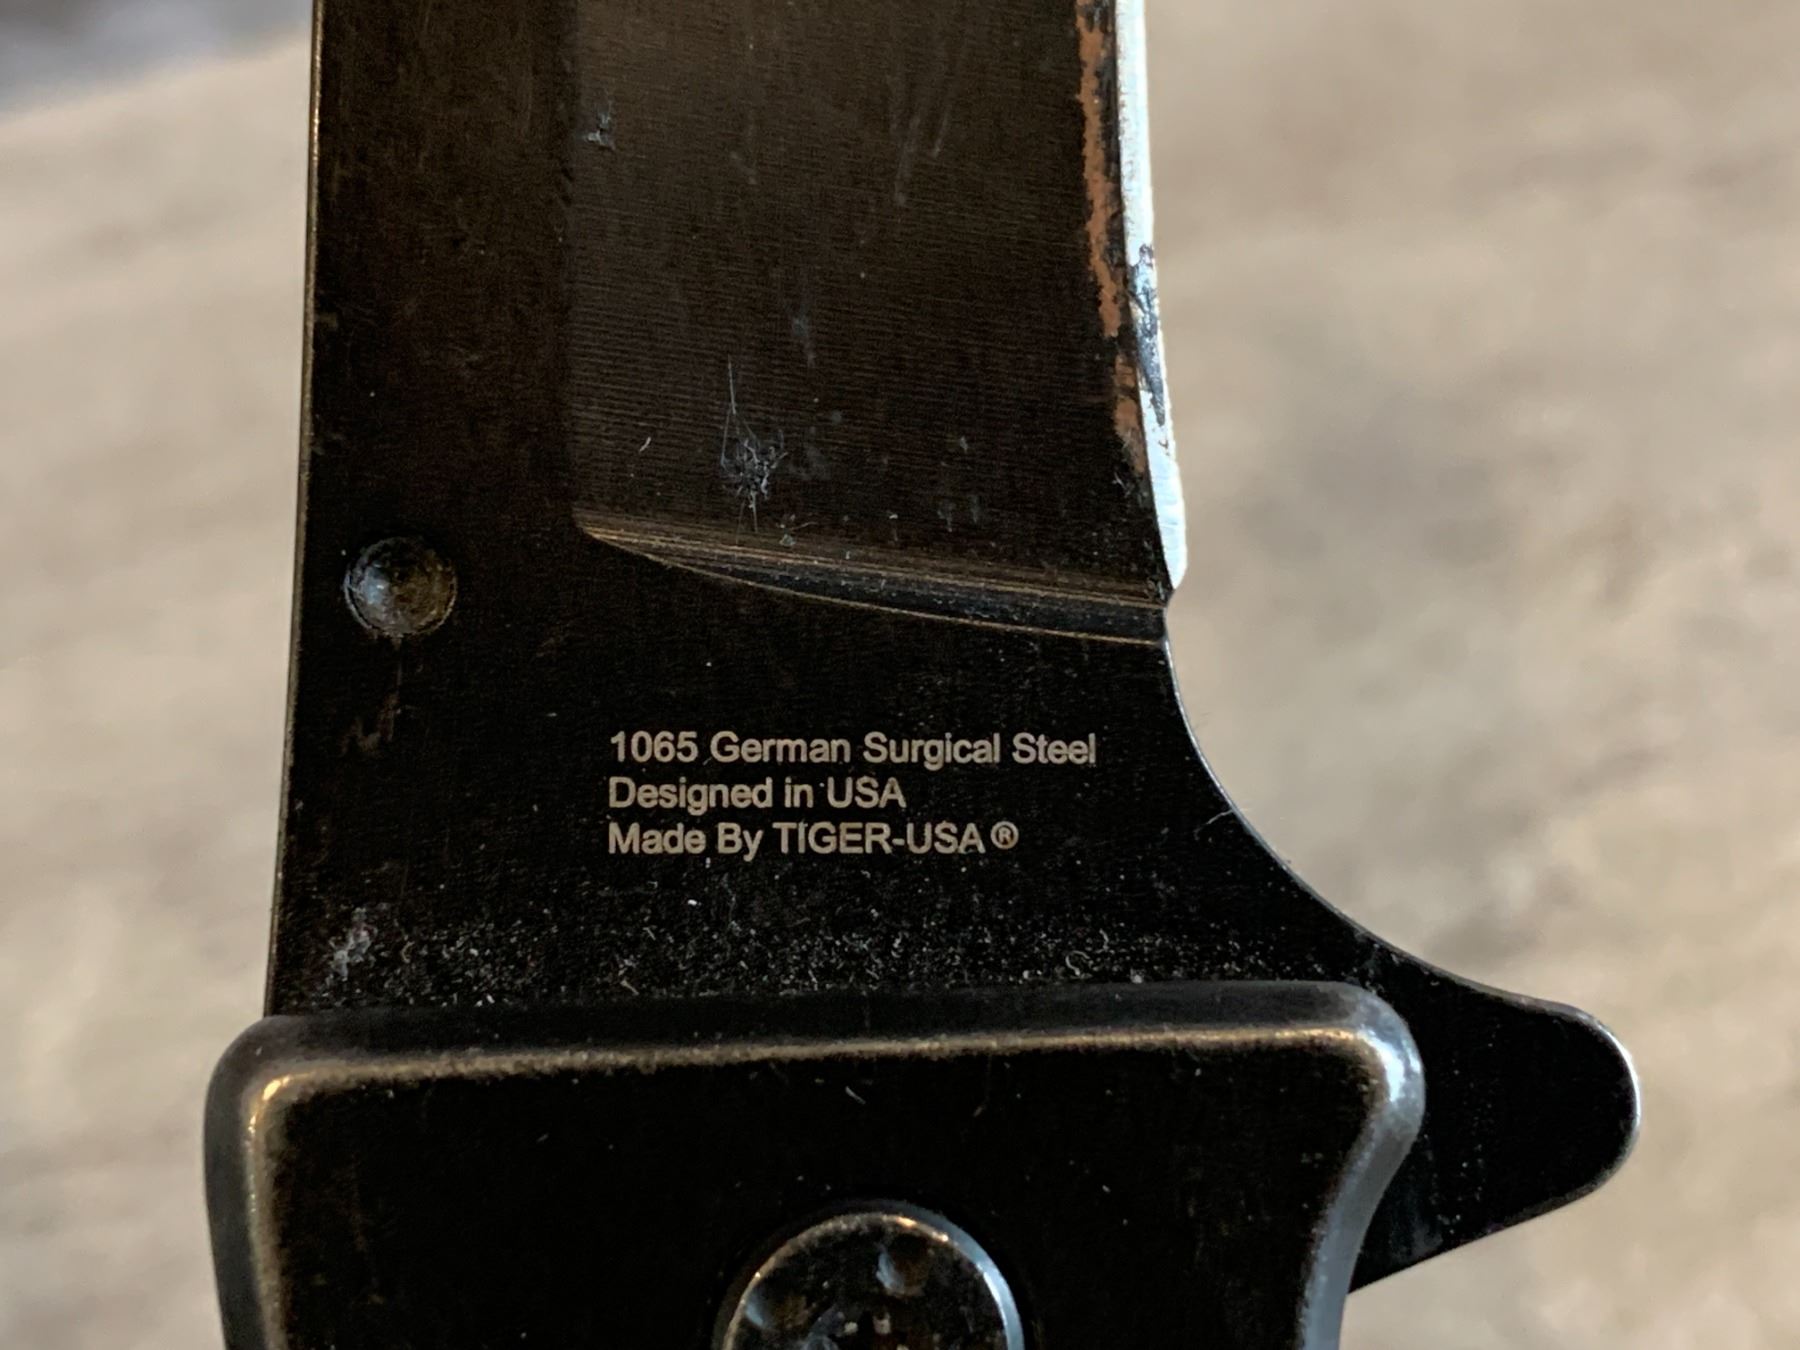 1065 German Surgical Steel
Designed in USA
Made By TIGER-USA®